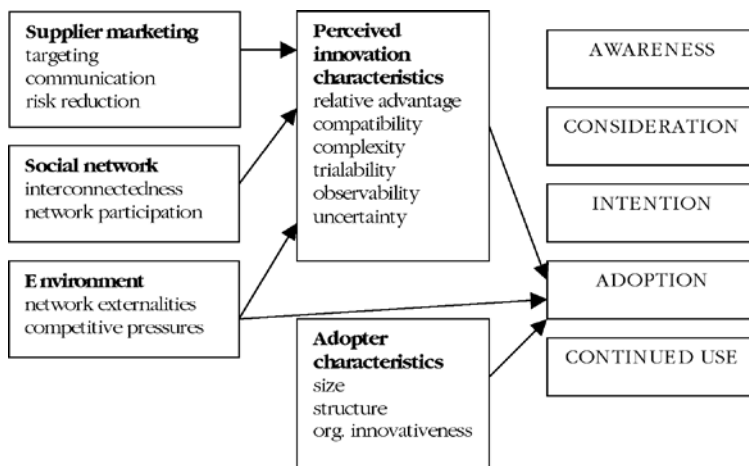 Supplier marketing
targeting
communication
risk reduction
Social network
interconnectedness
network participation
Environment
network externalities
competitive pressures
Perceived
innovation
characteristics
relative advantage
compatibility
complexity
trialability
observability
uncertainty
Adopter
characteristics
size
structure
org. innovativeness
AWARENESS
CONSIDERATION
INTENTION
ADOPTION
CONTINUED USE